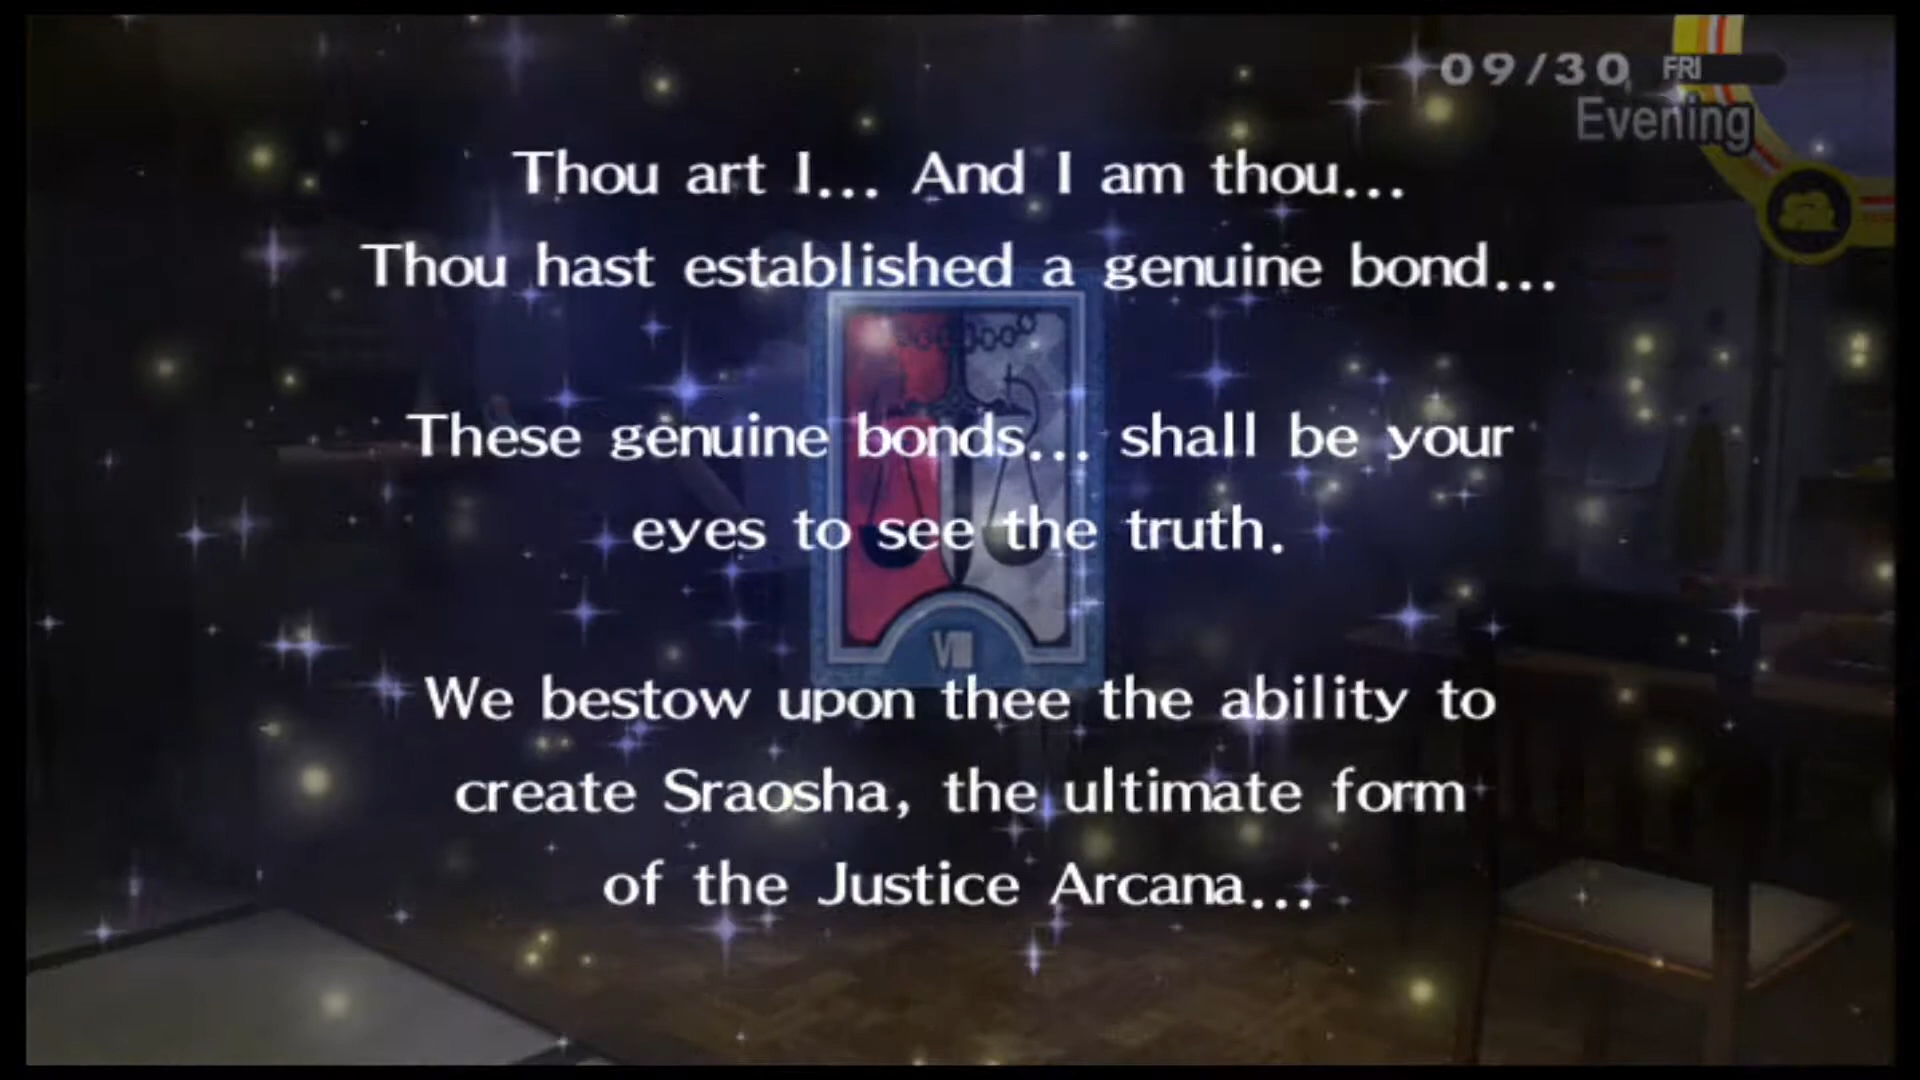 09/30 FRI
Evening
Thou art I... And I am thou...
Thou hast established a genuine bond...
These genuine bonds... shall be your
eyes to see the truth.
VIII
We bestow upon thee the ability to
create Sraosha, the ultimate form
of the Justice Arcana...